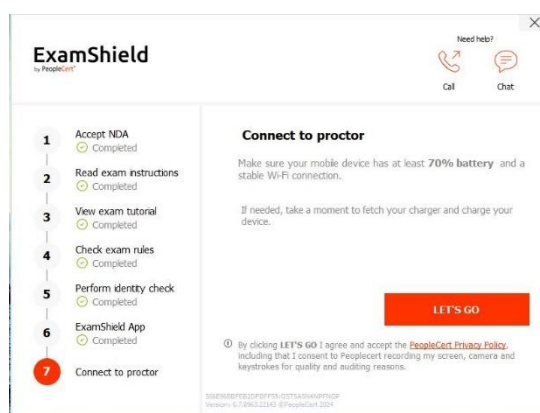 Need help?
ExamShield
by PeopleCert
Call
Chat
1
Accept NDA
Completed
2
Read exam instructions
Completed
3
View exam tutorial
Completed
4
Check exam rules
Completed
5
Perform identity check
Completed
6
ExamShield App
Completed
7
Connect to proctor
Connect to proctor
Make sure your mobile device has at least 70% battery and a
stable Wi-Fi connection.
If needed, take a moment to fetch your charger and charge your
device.
LET'S GO
By clicking LET'S GO I agree and accept the PeopleCert Privacy Policy,
including that I consent to Peoplecert recording my screen, camera and
keystrokes for quality and auditing reasons.
©PeopleCert 2024